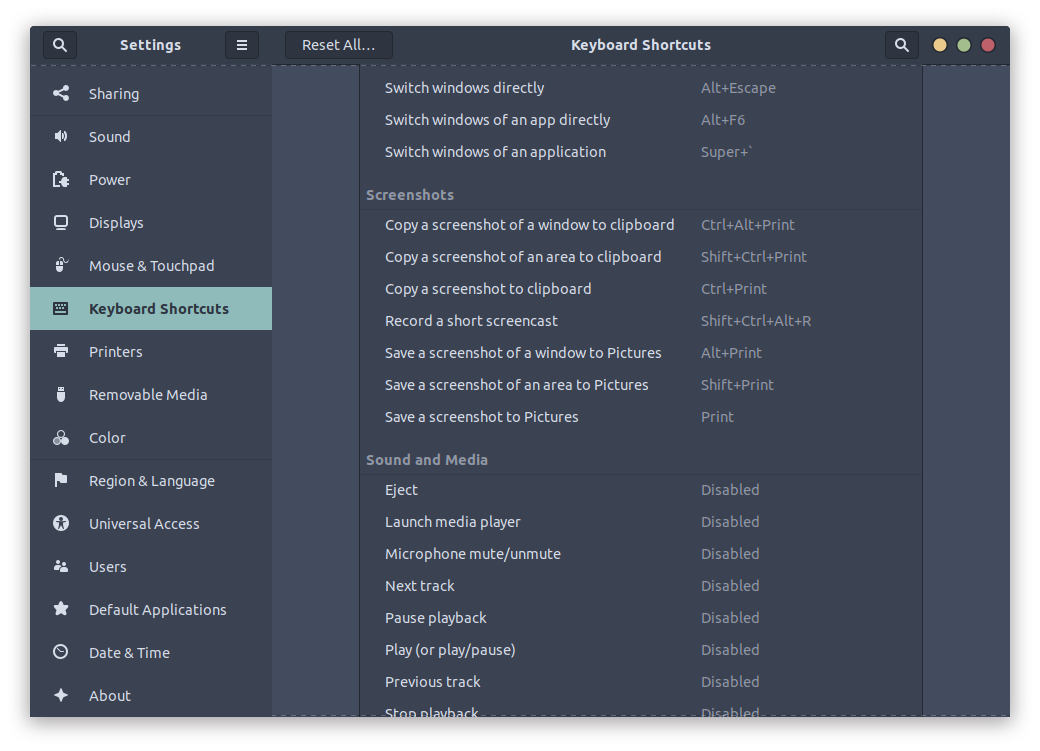 Settings
Reset All...
Keyboard Shortcuts
Sharing
Sound
Power
Displays
Mouse & Touchpad
Keyboard Shortcuts
Printers
Removable Media
Color
Region & Language
Universal Access
Users
Default Applications
Date & Time
About
Switch windows directly Alt+Escape
Switch windows of an app directly Alt+F6
Switch windows of an application Super+`
Screenshots
Copy a screenshot of a window to clipboard Ctrl+Alt+Print
Copy a screenshot of an area to clipboard Shift+Ctrl+Print
Copy a screenshot to clipboard Ctrl+Print
Record a short screencast Shift+Ctrl+Alt+R
Save a screenshot of a window to Pictures Alt+Print
Save a screenshot of an area to Pictures Shift+Print
Save a screenshot to Pictures Print
Sound and Media
Eject Disabled
Launch media player Disabled
Microphone mute/unmute Disabled
Next track Disabled
Pause playback Disabled
Play (or play/pause) Disabled
Previous track Disabled
Stop playback Disabled